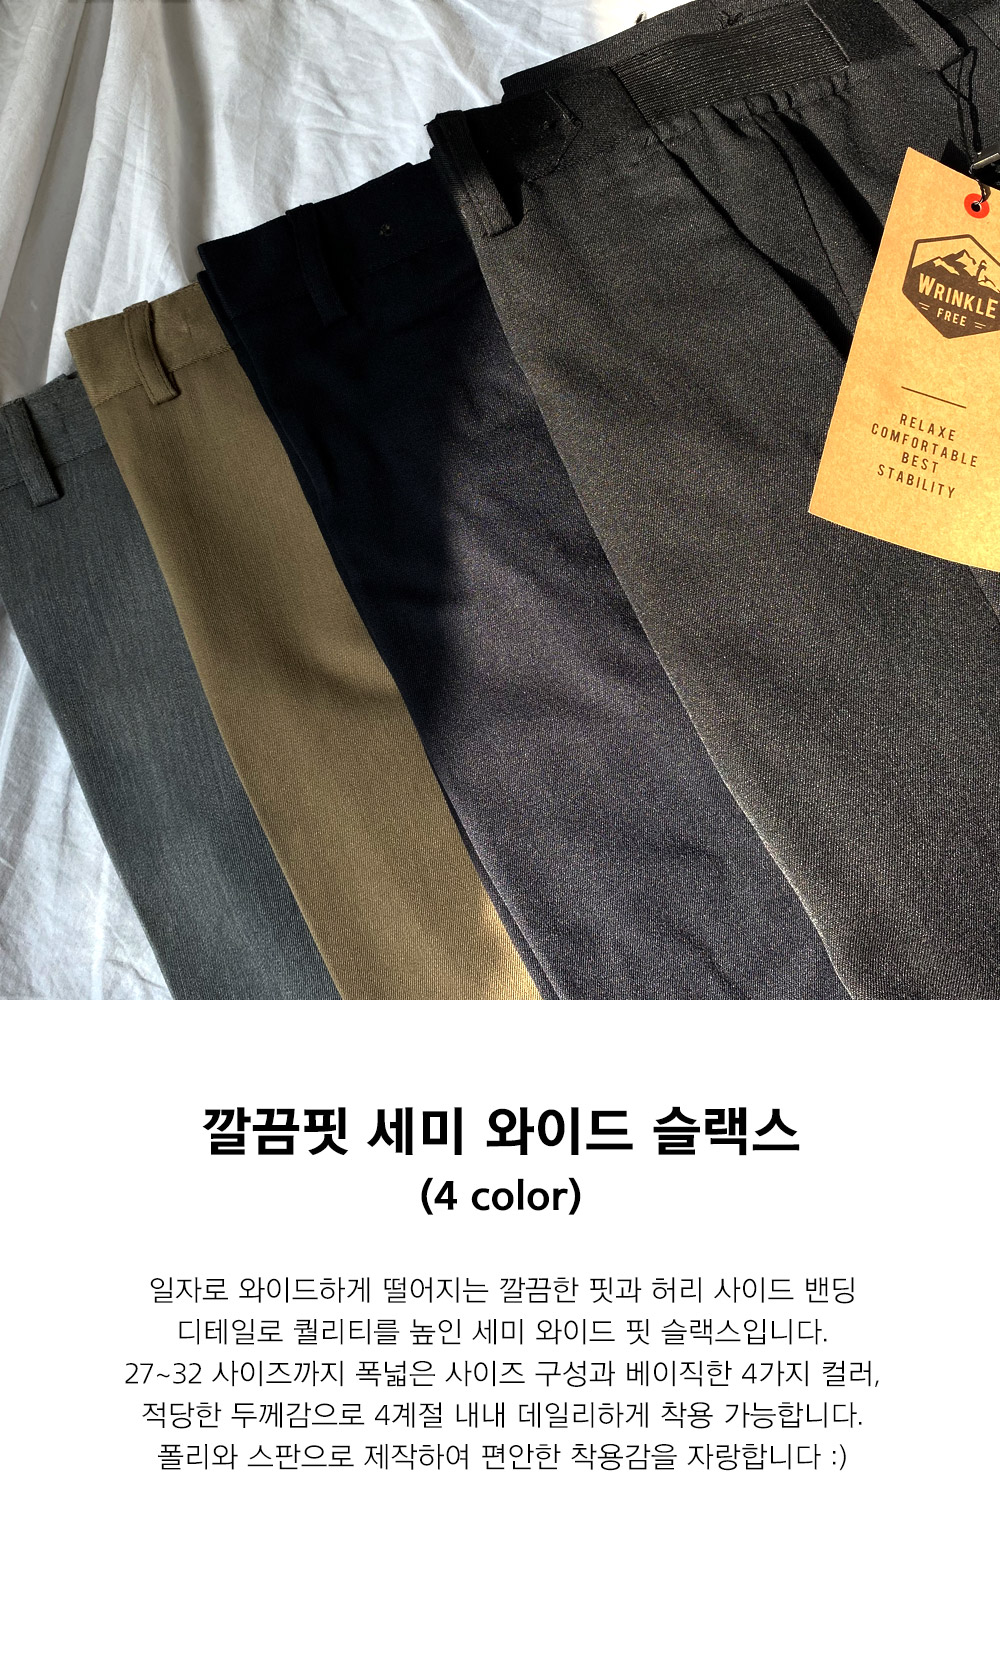 WRINKLE
FREE
RELAXE
COMFORTABLE
BEST
STABILITY
깔끔핏 세미 와이드 슬랙스
(4 color)
일자로 와이드하게 떨어지는 깔끔한 핏과 허리 사이드 밴딩
디테일로 퀄리티를 높인 세미 와이드 핏 슬랙스입니다.
27~32 사이즈까지 폭넓은 사이즈 구성과 베이직한 4가지 컬러,
적당한 두께감으로 4계절 내내 데일리하게 착용 가능합니다.
폴리와 스판으로 제작하여 편안한 착용감을 자랑합니다 :)